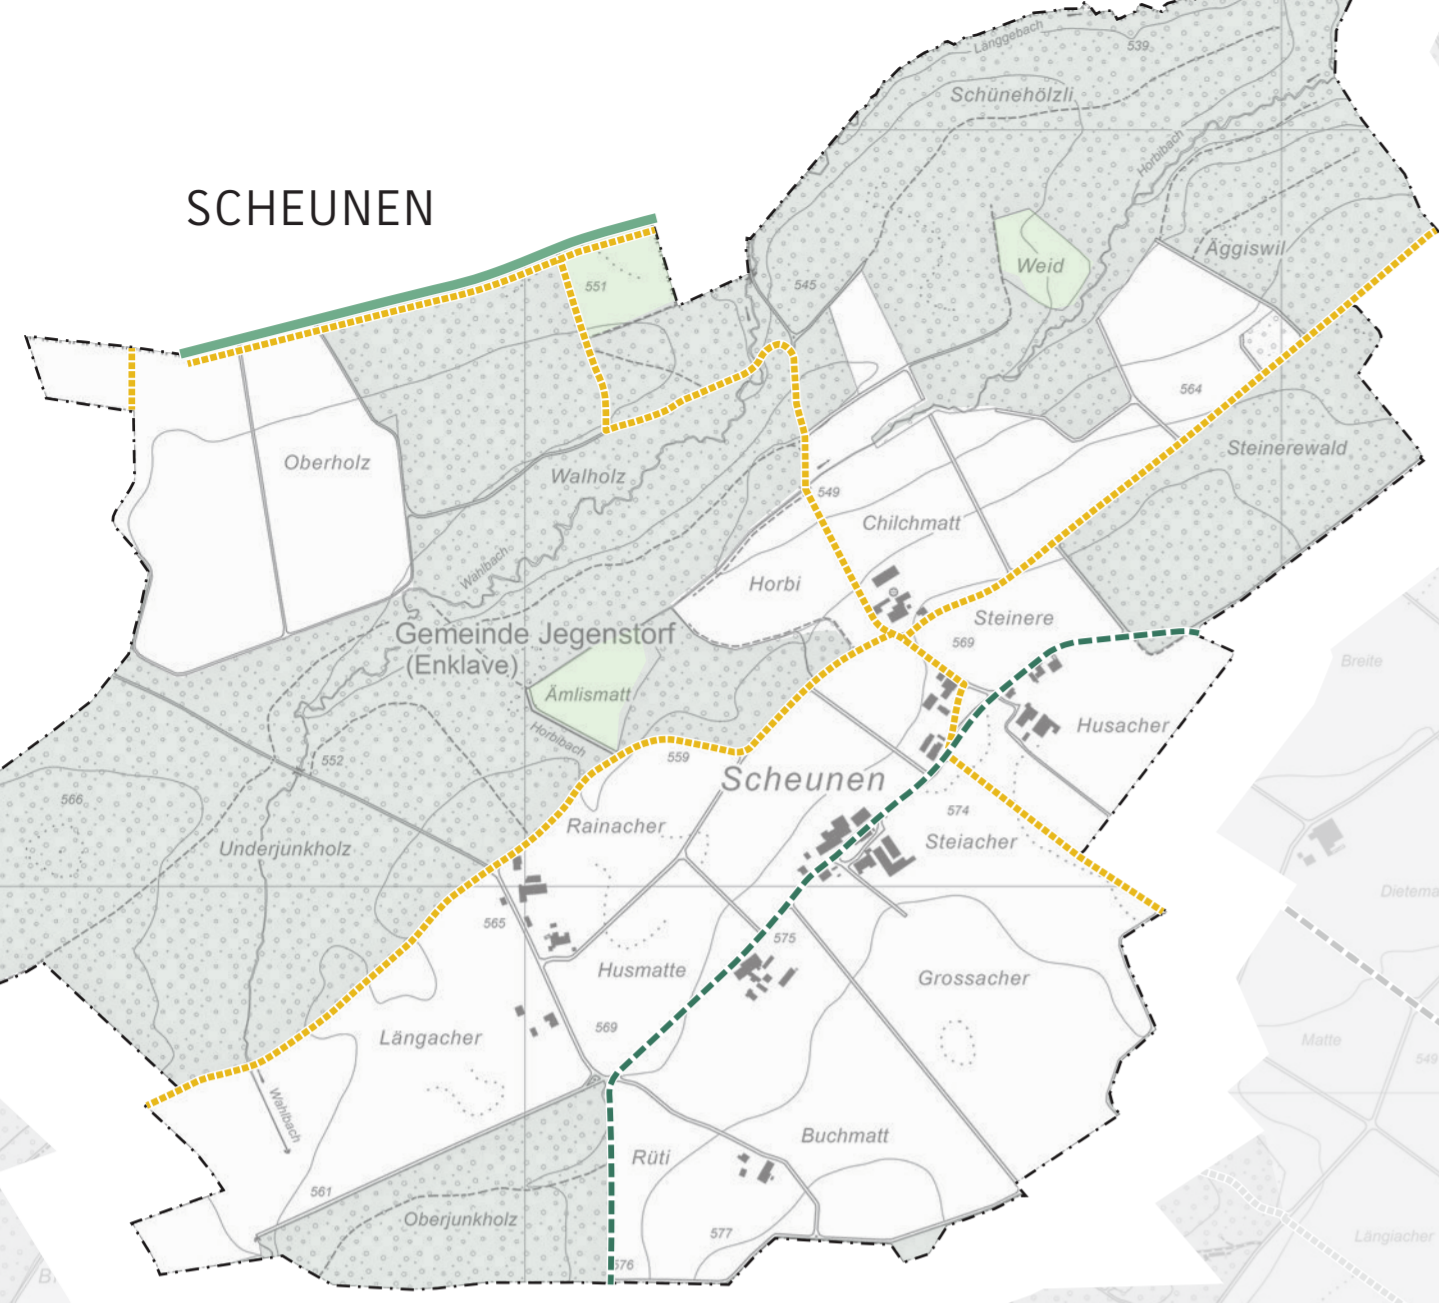 Länggebach
539
Schünehölzli
Horbibach
SCHEUNEN
Äggiswil
Weid
551
545
564
Steinerewald
Oberholz
Walholz
549
Chilchmatt
Wahlbach
Horbi
Steinere
Gemeinde Jegenstorf
(Enklave)
569
Breite
Ämlismatt
Husacher
Horbibach
559
552
Scheunen
566
574
Rainacher
Steiacher
Underjunkholz
565
575
Husmatte
Grossacher
569
Längacher
Matte
549
Wahlbach
Buchmatt
Rüti
561
Oberjunkholz
577
Längiacher
576